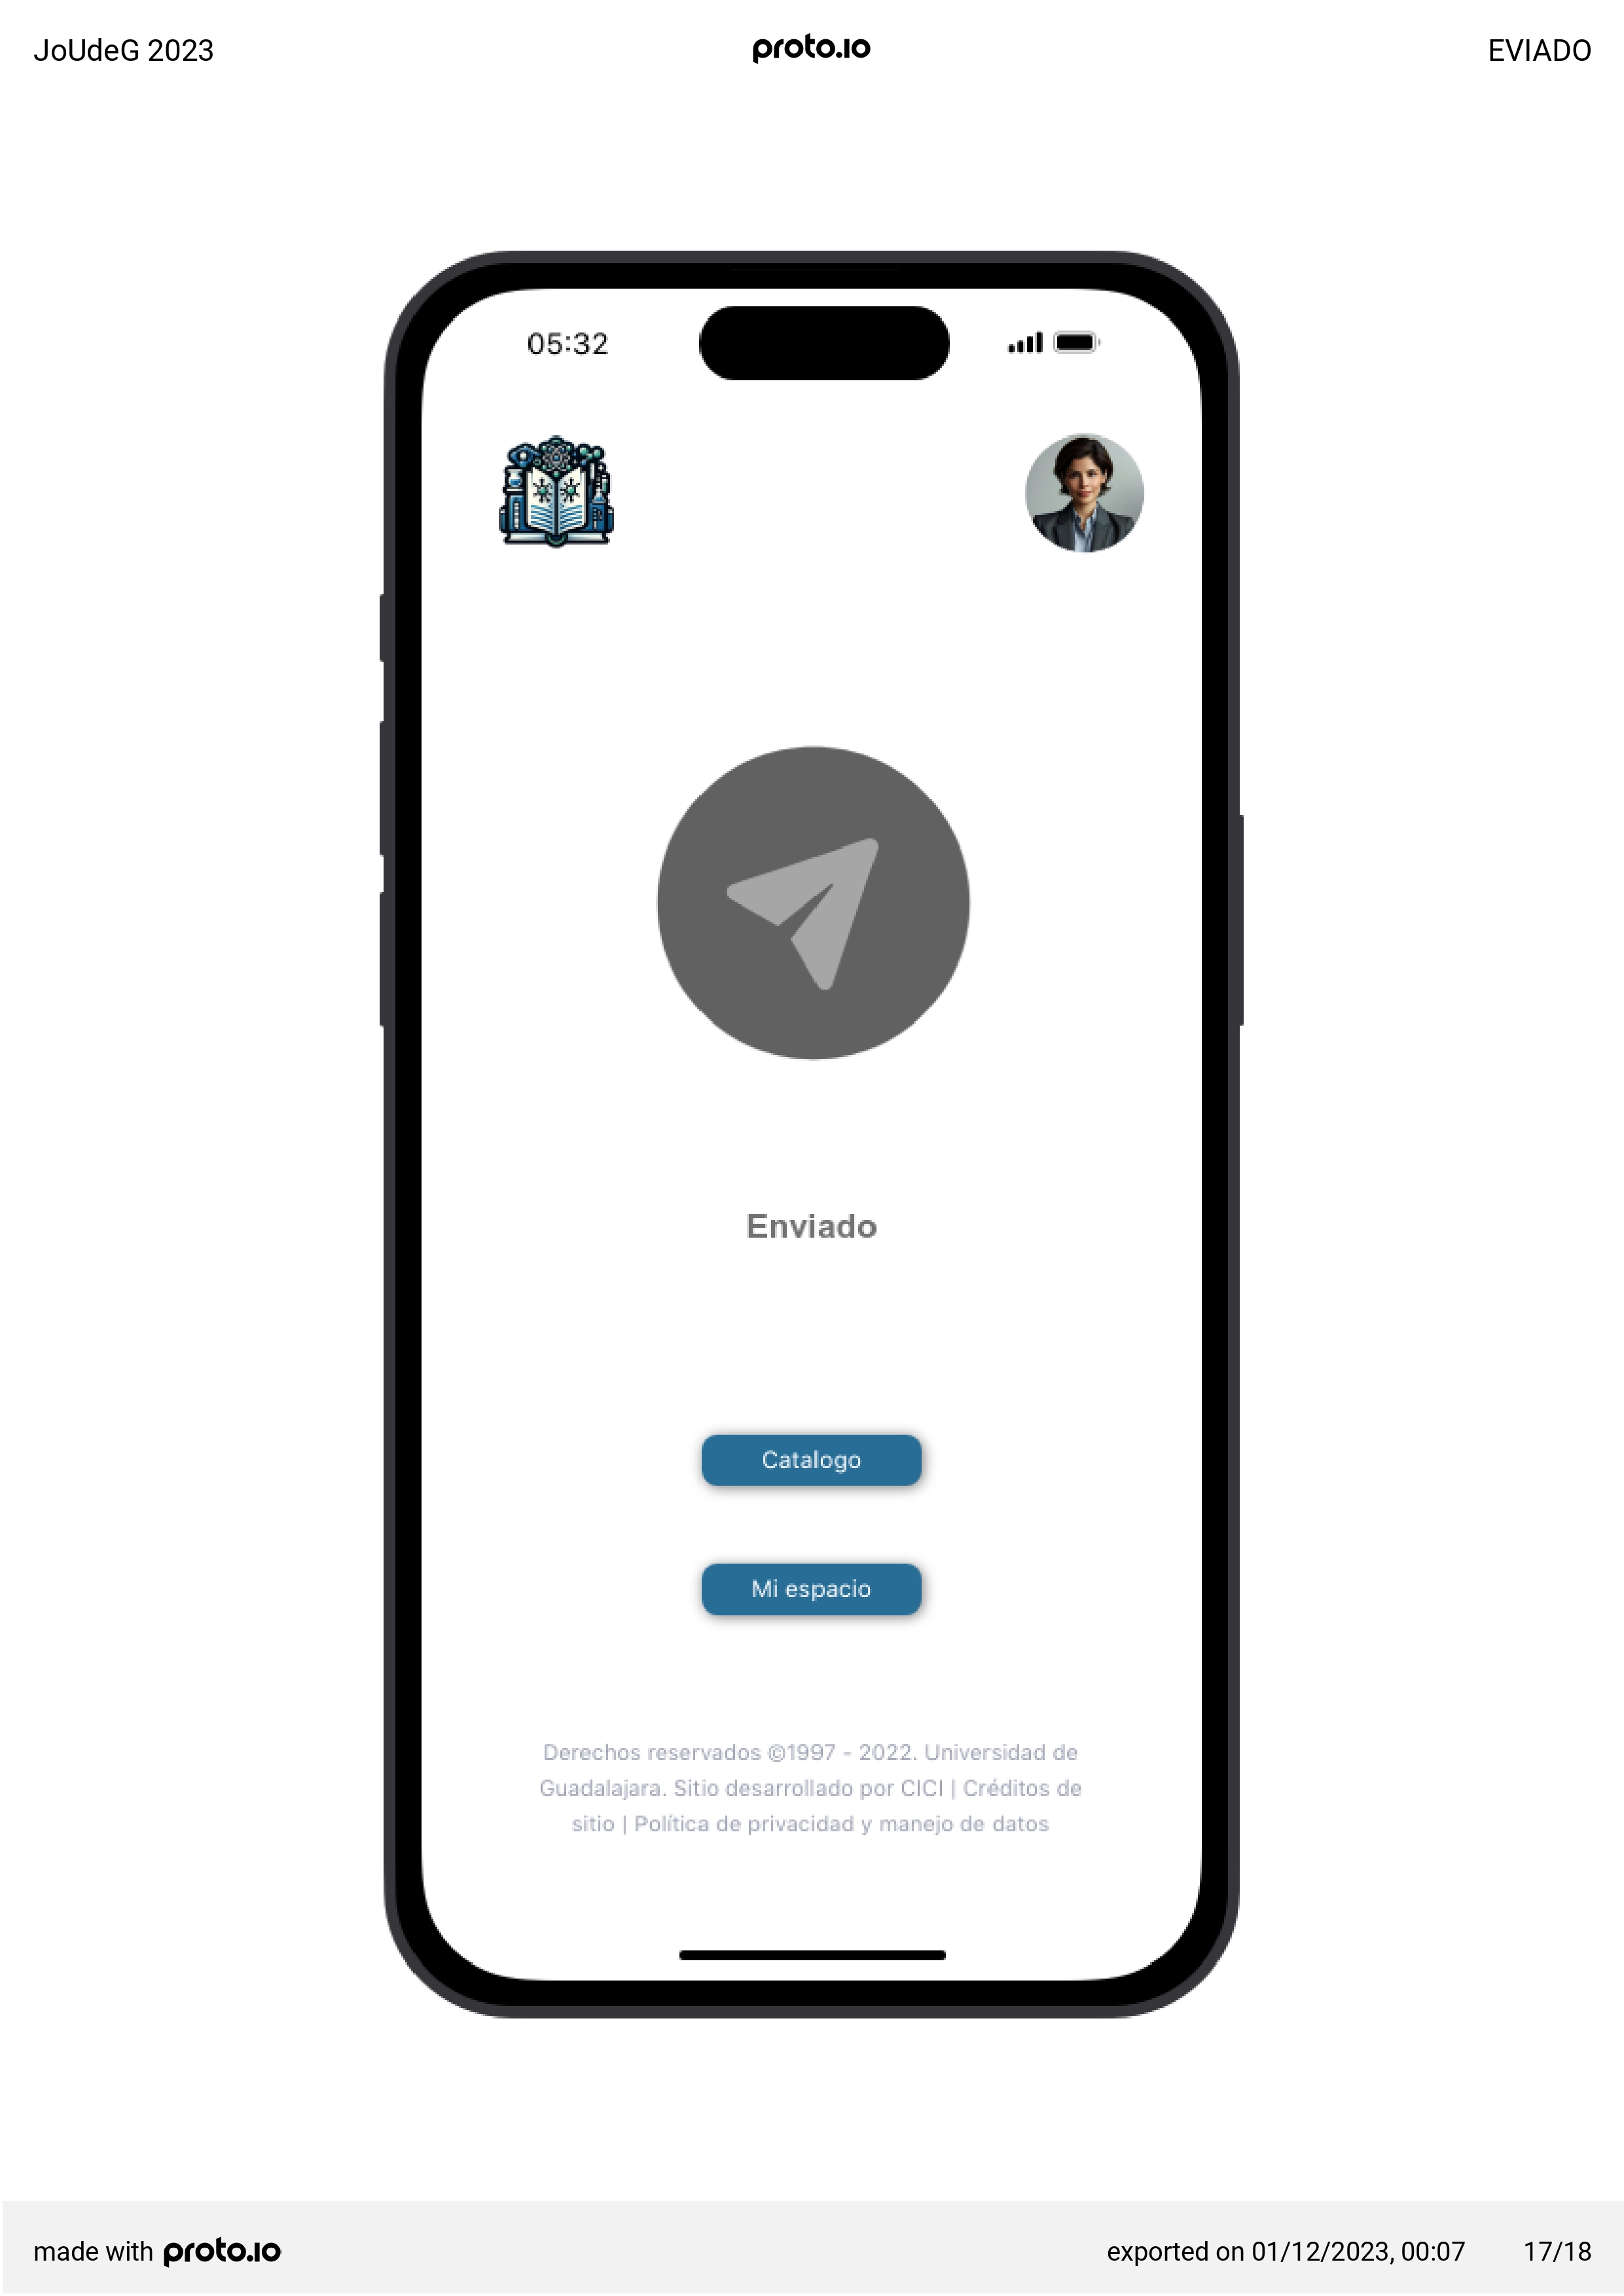 JoUdeG 2023
proto.io
EVIADO
05:32
Enviado
Catalogo
Mi espacio
Derechos reservados ©1997 - 2022. Universidad de
Guadalajara. Sitio desarrollado por CICI | Créditos de
sitio | Política de privacidad y manejo de datos
made with proto.io
exported on 01/12/2023, 00:07
17/18